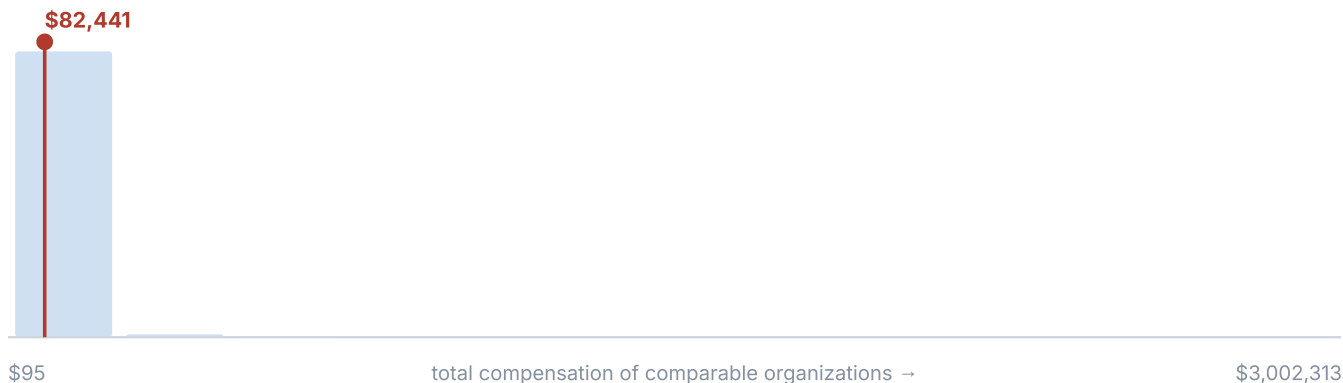 $82,441
$95
total compensation of comparable organizations →
$3,002,313